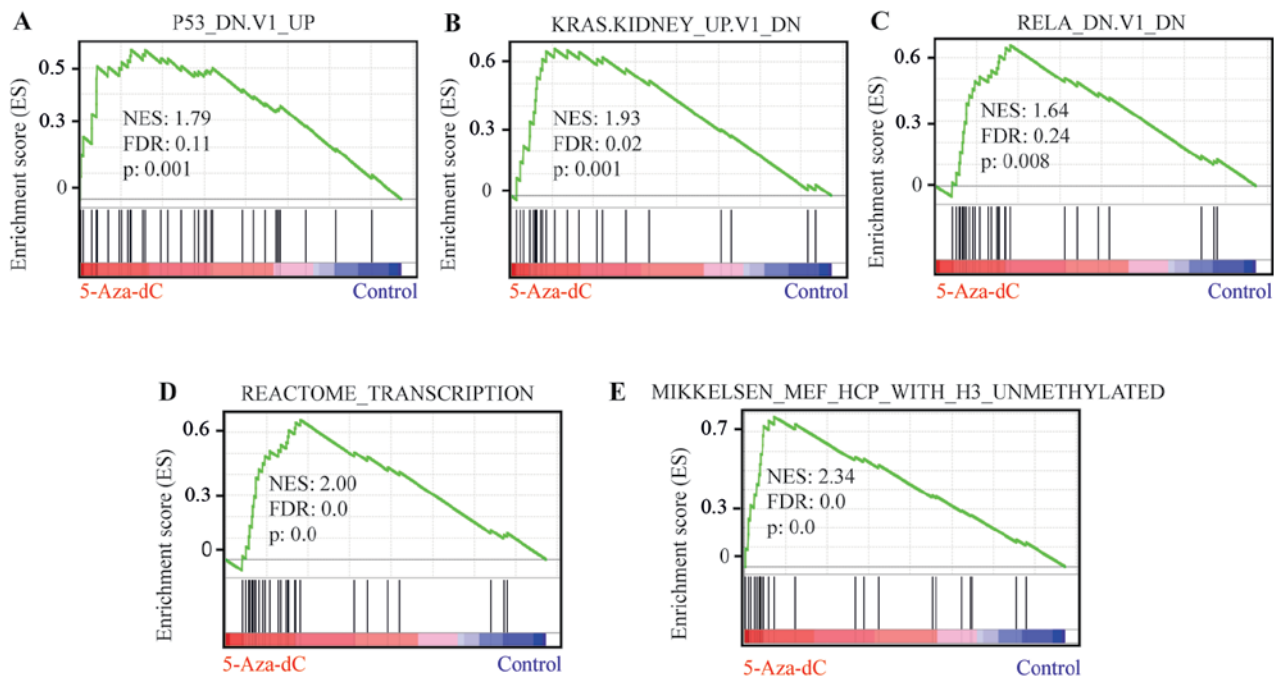 A
P53_DN.V1_UP
Enrichment score (ES)
0.5
0.3
0
NES: 1.79
FDR: 0.11
p: 0.001
5-Aza-dC
Control
B
KRAS.KIDNEY_UP.V1_DN
Enrichment score (ES)
0.6
0.3
0
NES: 1.93
FDR: 0.02
p: 0.001
5-Aza-dC
Control
C
RELA_DN.V1_DN
Enrichment score (ES)
0.6
0.3
0
NES: 1.64
FDR: 0.24
p: 0.008
5-Aza-dC
Control
D
REACTOME_TRANSCRIPTION
Enrichment score (ES)
0.6
0.3
0
NES: 2.00
FDR: 0.0
p: 0.0
5-Aza-dC
Control
E
MIKKELSEN_MEF_HCP_WITH_H3_UNMETHYLATED
Enrichment score (ES)
0.7
0.3
0
NES: 2.34
FDR: 0.0
p: 0.0
5-Aza-dC
Control